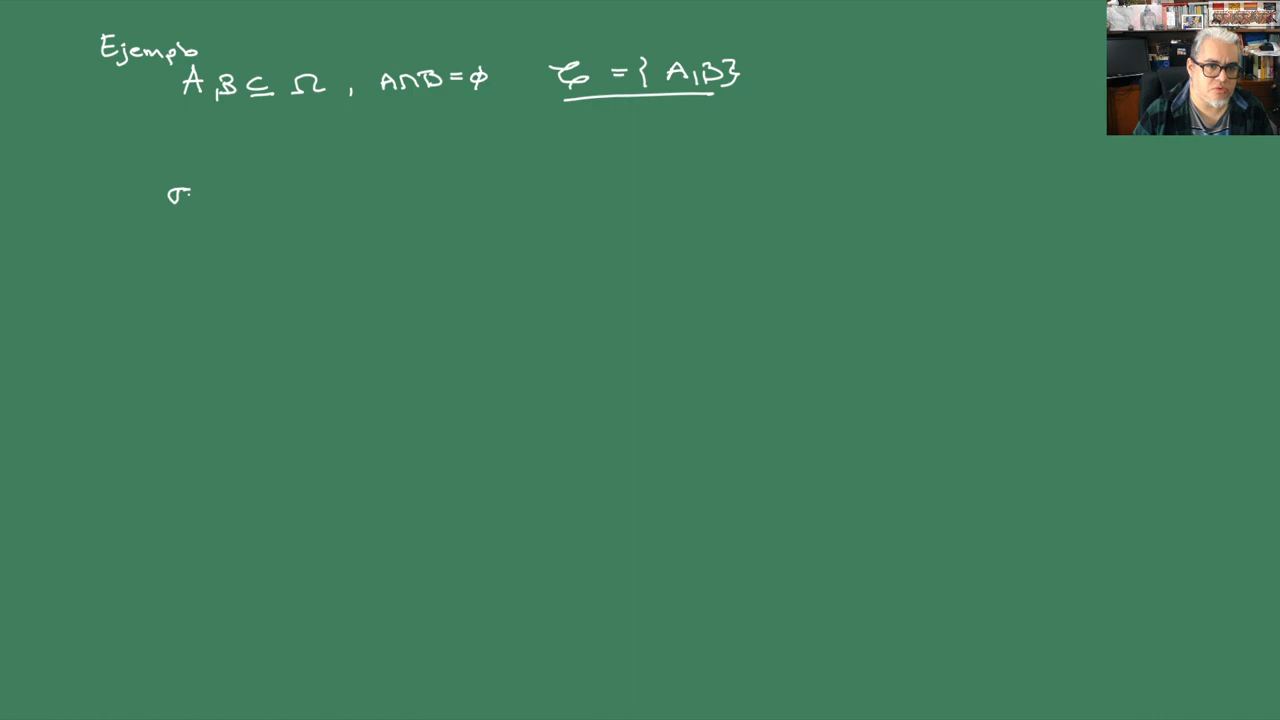 Ejemplo
A,B ⊆ Ω , A∩B=ϕ 𝒞 = { A,B}
σ